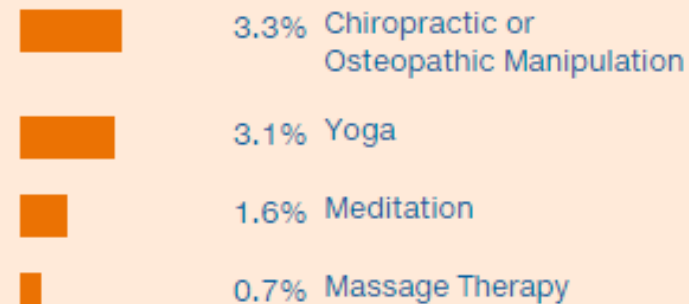 3.3% Chiropractic or
Osteopathic Manipulation
3.1% Yoga
1.6% Meditation
0.7% Massage Therapy